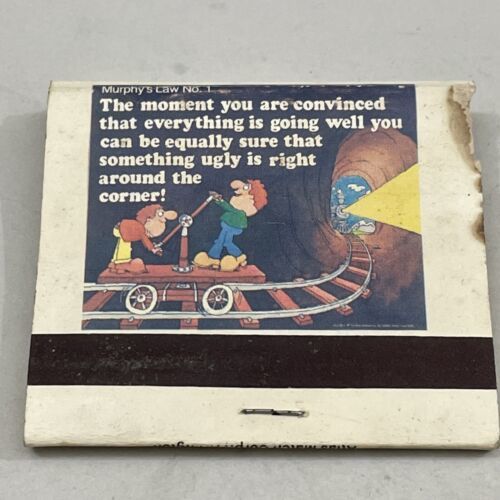 Murphy's Law No. 1
The moment you are convinced
that everything is going well you
can be equally sure that
something ugly is right
around the
corner!